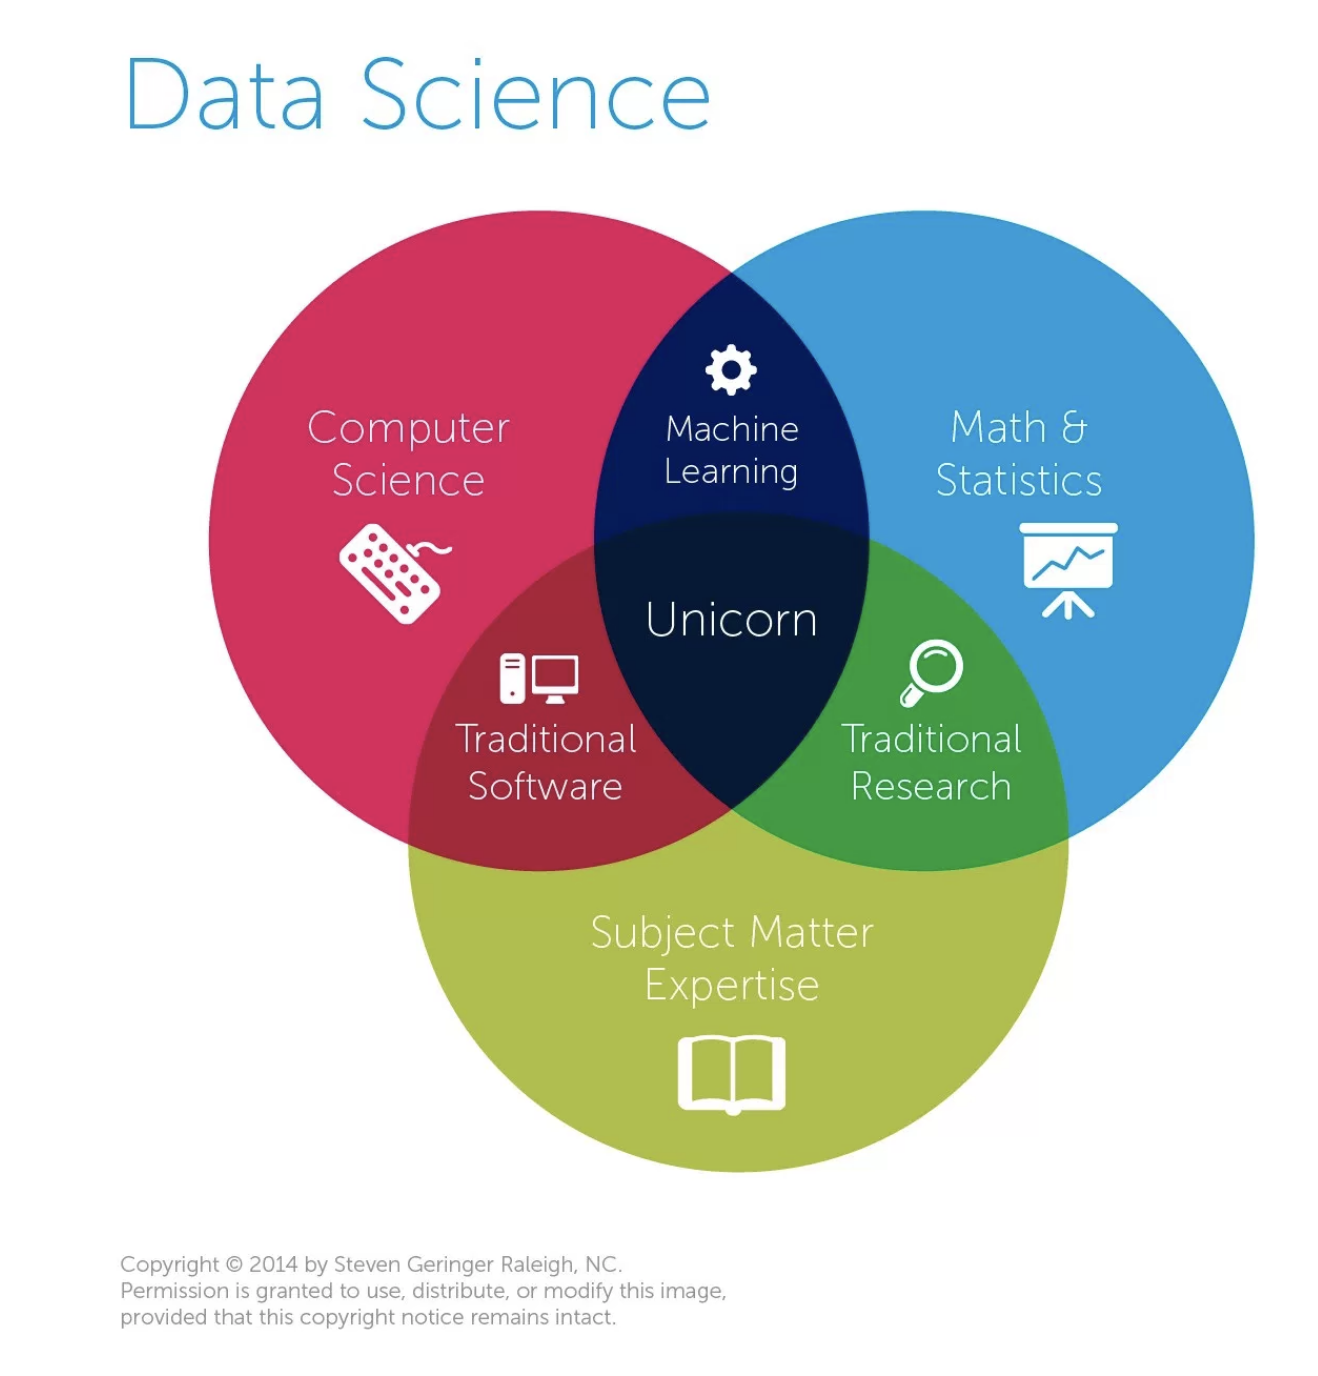 Data Science
Computer
Science
Machine
Learning
Math &
Statistics
Unicorn
Traditional
Software
Traditional
Research
Subject Matter
Expertise
Copyright © 2014 by Steven Geringer Raleigh, NC.
Permission is granted to use, distribute, or modify this image,
provided that this copyright notice remains intact.